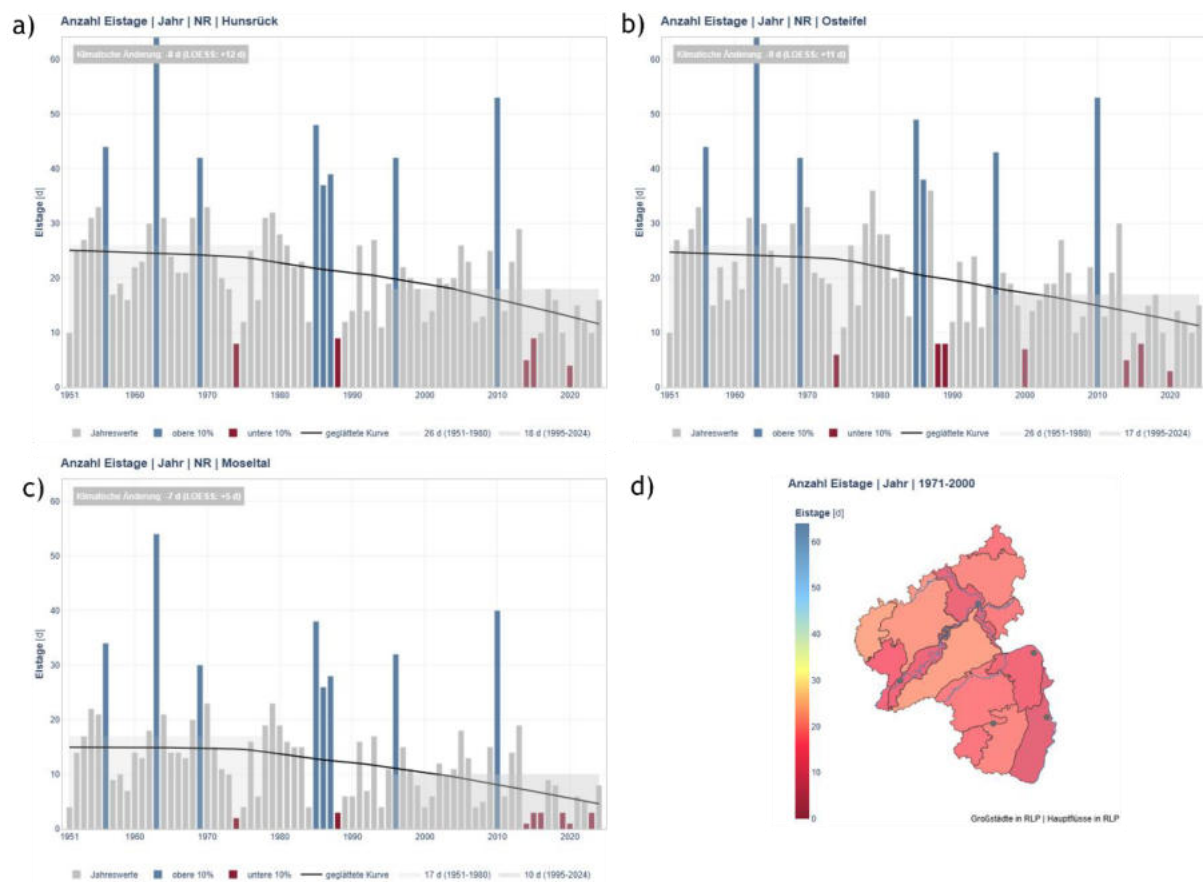 a)
Anzahl Eistage | Jahr | NR | Hunsrück
Klimatische Änderung: -8 d (LOESS: +12 d)
Eistage [d]
60
50
40
30
20
10
0
1951 1960 1970 1980 1990 2000 2010 2020
Jahreswerte obere 10% untere 10% geglättete Kurve 26 d (1951-1980) 18 d (1995-2024)
b)
Anzahl Eistage | Jahr | NR | Osteifel
Klimatische Änderung: d (LOESS: +11 d)
Eistage [d]
60
50
40
30
20
10
0
1951 1960 1970 1980 1990 2000 2010 2020
Jahreswerte obere 10% untere 10% geglättete Kurve 26 d (1951-1980) 17 d (1995-2024)
c)
Anzahl Eistage | Jahr | NR | Moseltal
Klimatische Änderung: -7 d (LOESS: +5 d)
Eistage [d]
60
50
40
30
20
10
0
1951 1960 1970 1980 1990 2000 2010 2020
Jahreswerte obere 10% untere 10% geglättete Kurve 17 d (1951-1980) 10 d (1995-2024)
d)
Anzahl Eistage | Jahr | 1971-2000
Eistage [d]
60
50
40
30
20
10
0
Großstädte in RLP | Hauptflüsse in RLP